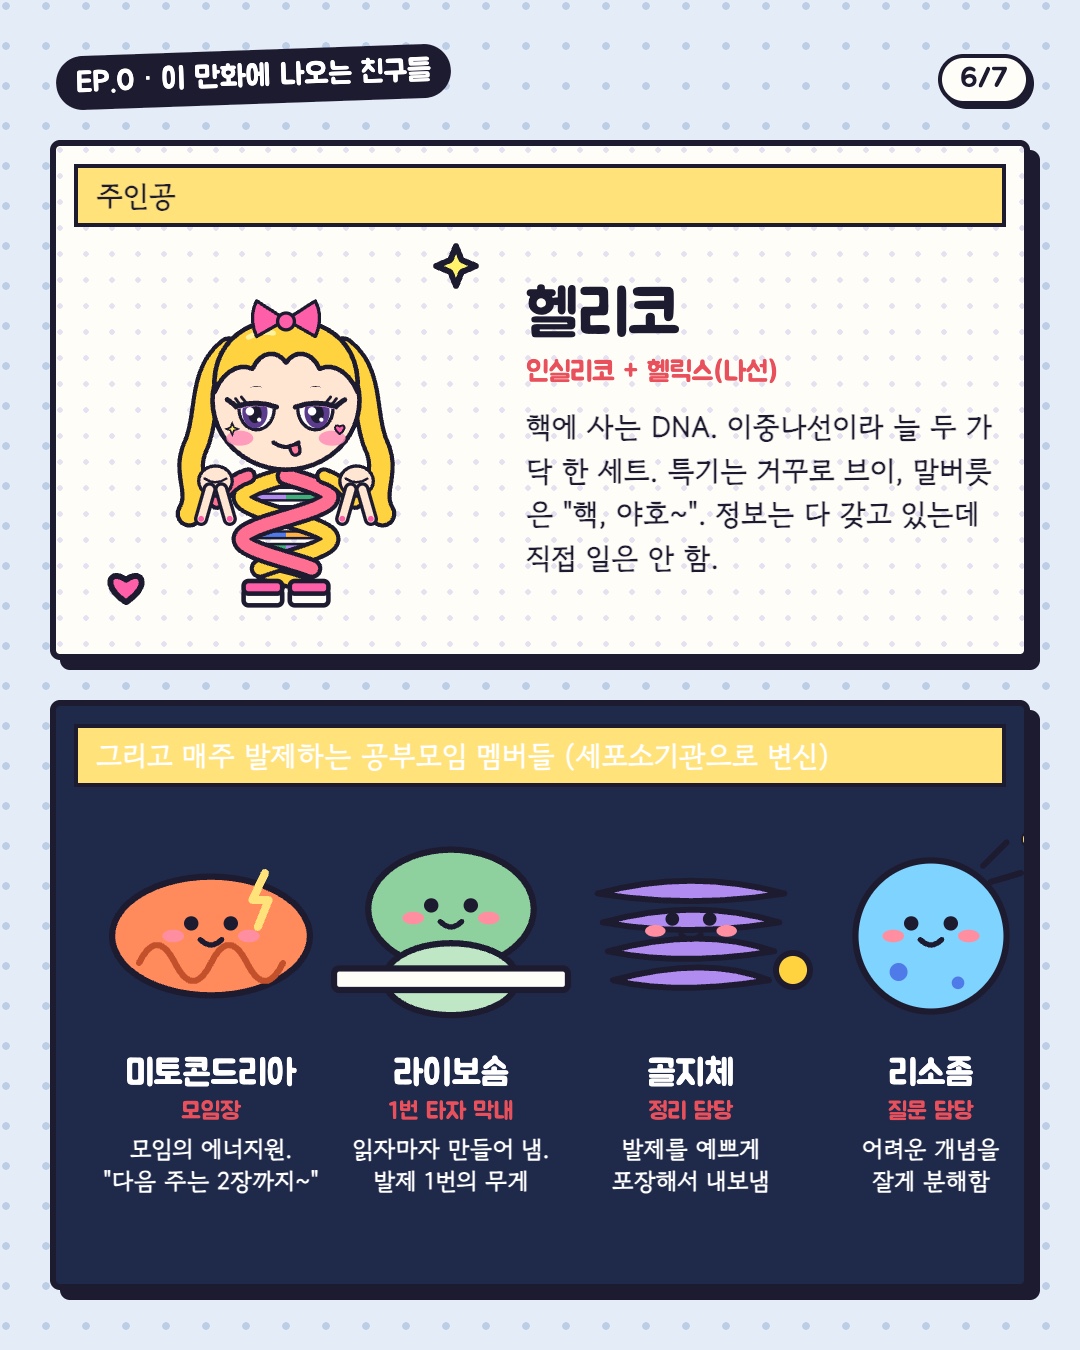 EP.0 · 이 만화에 나오는 친구들
6/7
주인공
헬리코
인실리코 + 헬릭스(나선)
핵에 사는 DNA. 이중나선이라 늘 두 가
닥 한 세트. 특기는 거꾸로 브이, 말버릇
은 "핵, 야호~". 정보는 다 갖고 있는데
직접 일은 안 함.
그리고 매주 발제하는 공부모임 멤버들 (세포소기관으로 변신)
미토콘드리아
모임장
모임의 에너지원.
"다음 주는 2장까지~"
라이보솜
1번 타자 막내
읽자마자 만들어 냄.
발제 1번의 무게
골지체
정리 담당
발제를 예쁘게
포장해서 내보냄
리소좀
질문 담당
어려운 개념을
잘게 분해함